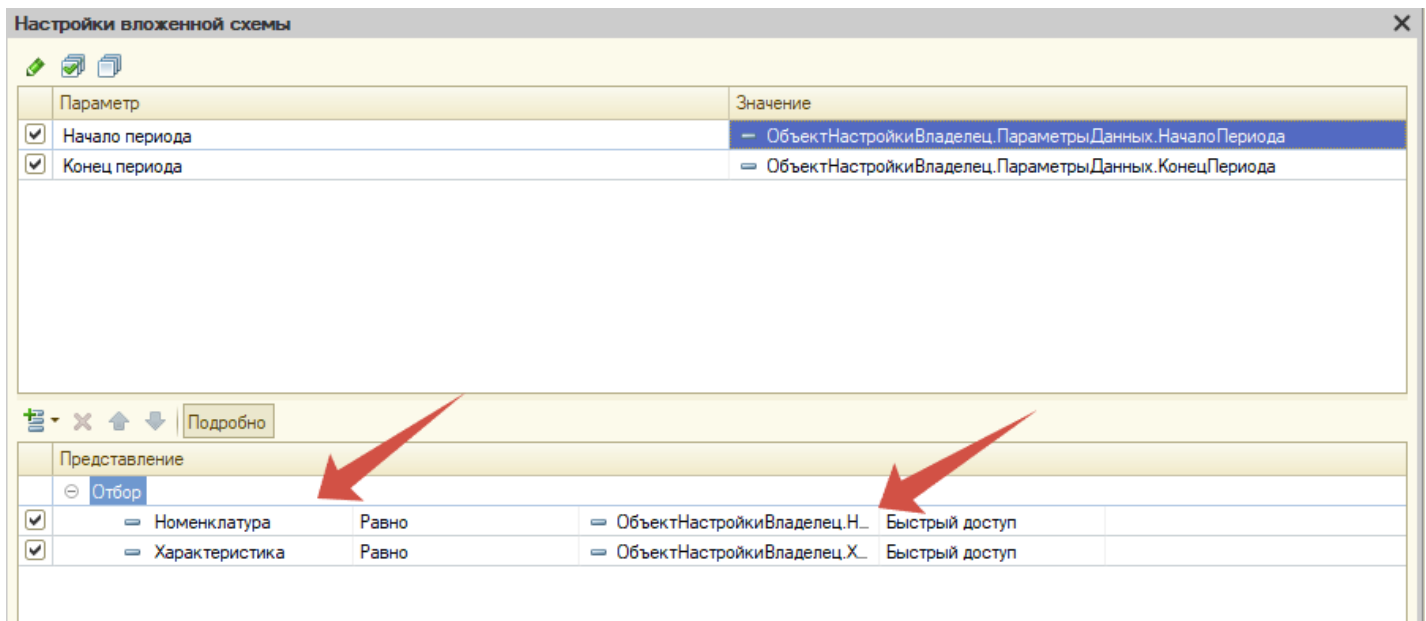 Настройки вложенной схемы
Параметр Значение
Начало периода ОбъектНастройкиВладелец.ПараметрыДанных.НачалоПериода
Конец периода ОбъектНастройкиВладелец.ПараметрыДанных.КонецПериода
Подробно
Представление
Отбор
Номенклатура Равно ОбъектНастройкиВладелец.Н... Быстрый доступ
Характеристика Равно ОбъектНастройкиВладелец.Х... Быстрый доступ